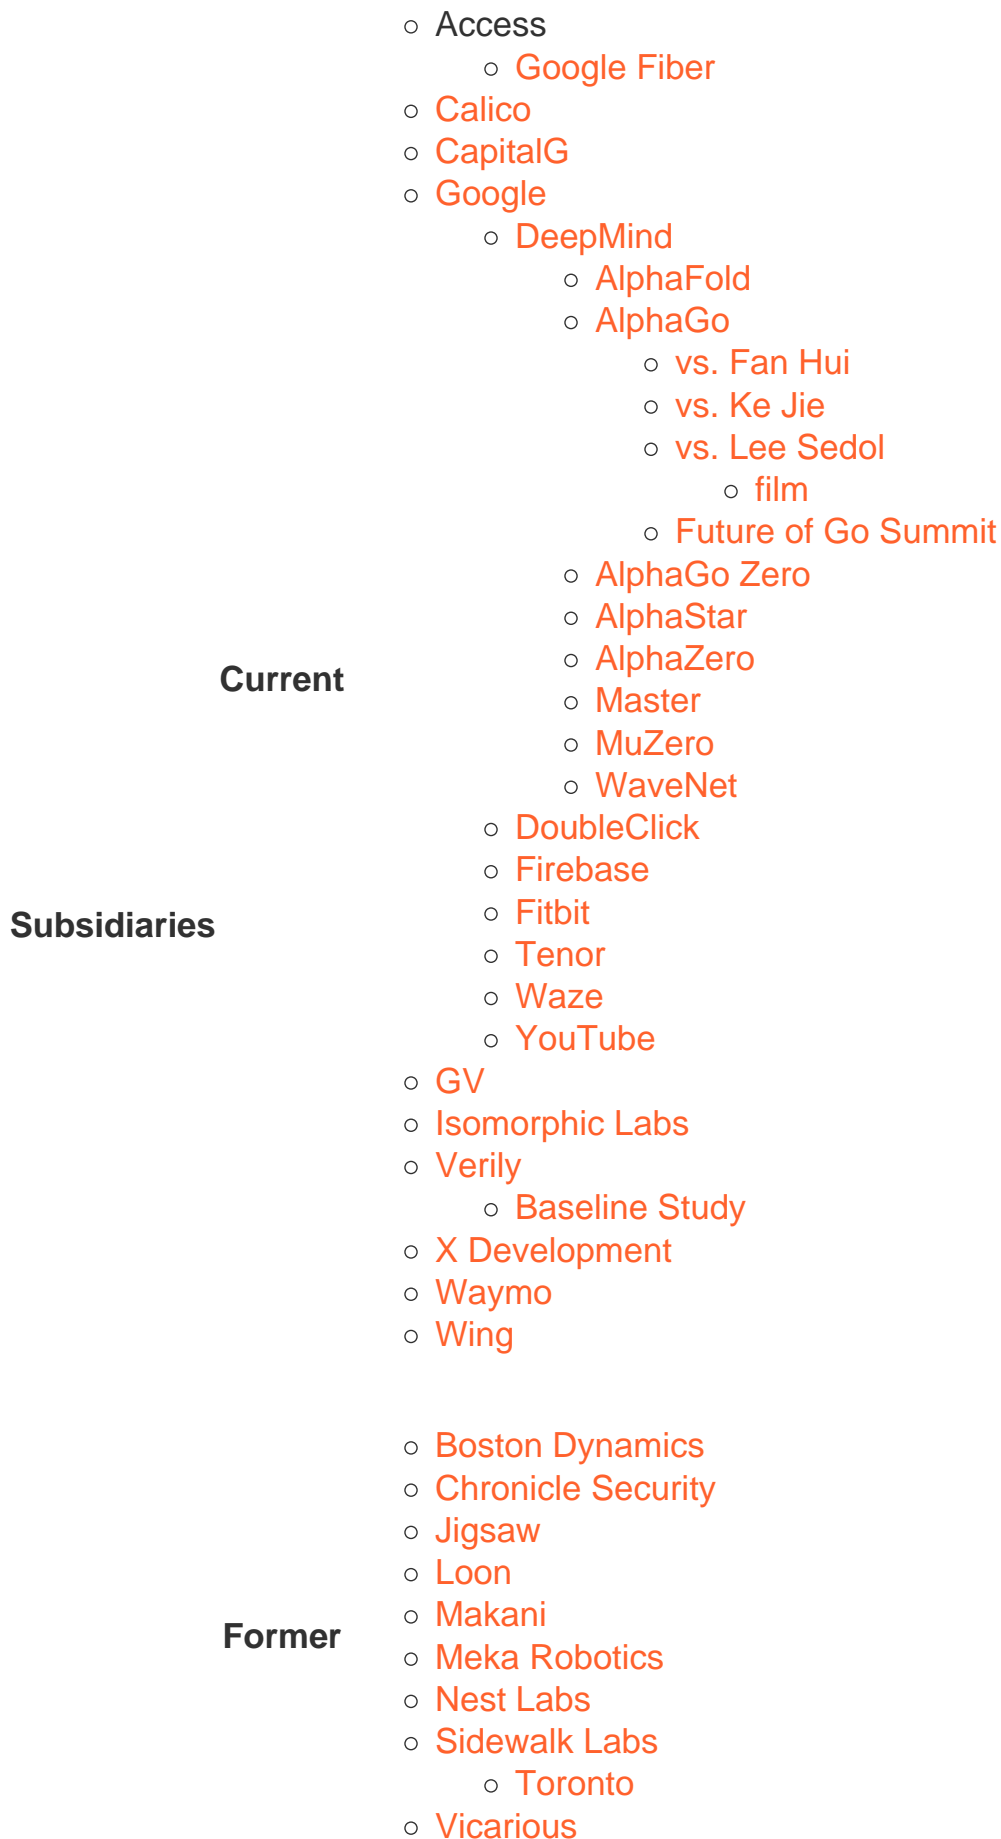 Subsidiaries
Current
Access
Google Fiber
Calico
CapitalG
Google
DeepMind
AlphaFold
AlphaGo
vs. Fan Hui
vs. Ke Jie
vs. Lee Sedol
film
Future of Go Summit
AlphaGo Zero
AlphaStar
AlphaZero
Master
MuZero
WaveNet
DoubleClick
Firebase
Fitbit
Tenor
Waze
YouTube
GV
Isomorphic Labs
Verily
Baseline Study
X Development
Waymo
Wing
Former
Boston Dynamics
Chronicle Security
Jigsaw
Loon
Makani
Meka Robotics
Nest Labs
Sidewalk Labs
Toronto
Vicarious